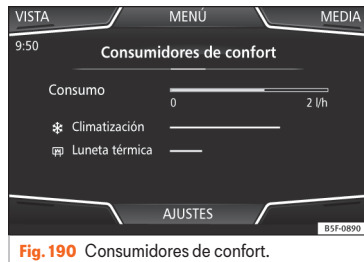 VISTA MENÚ MEDIA
9:50
Consumidores de confort
Consumo
0 2 l/h
Climatización
Luneta térmica
AJUSTES
B5F-0890
Fig. 190 Consumidores de confort.